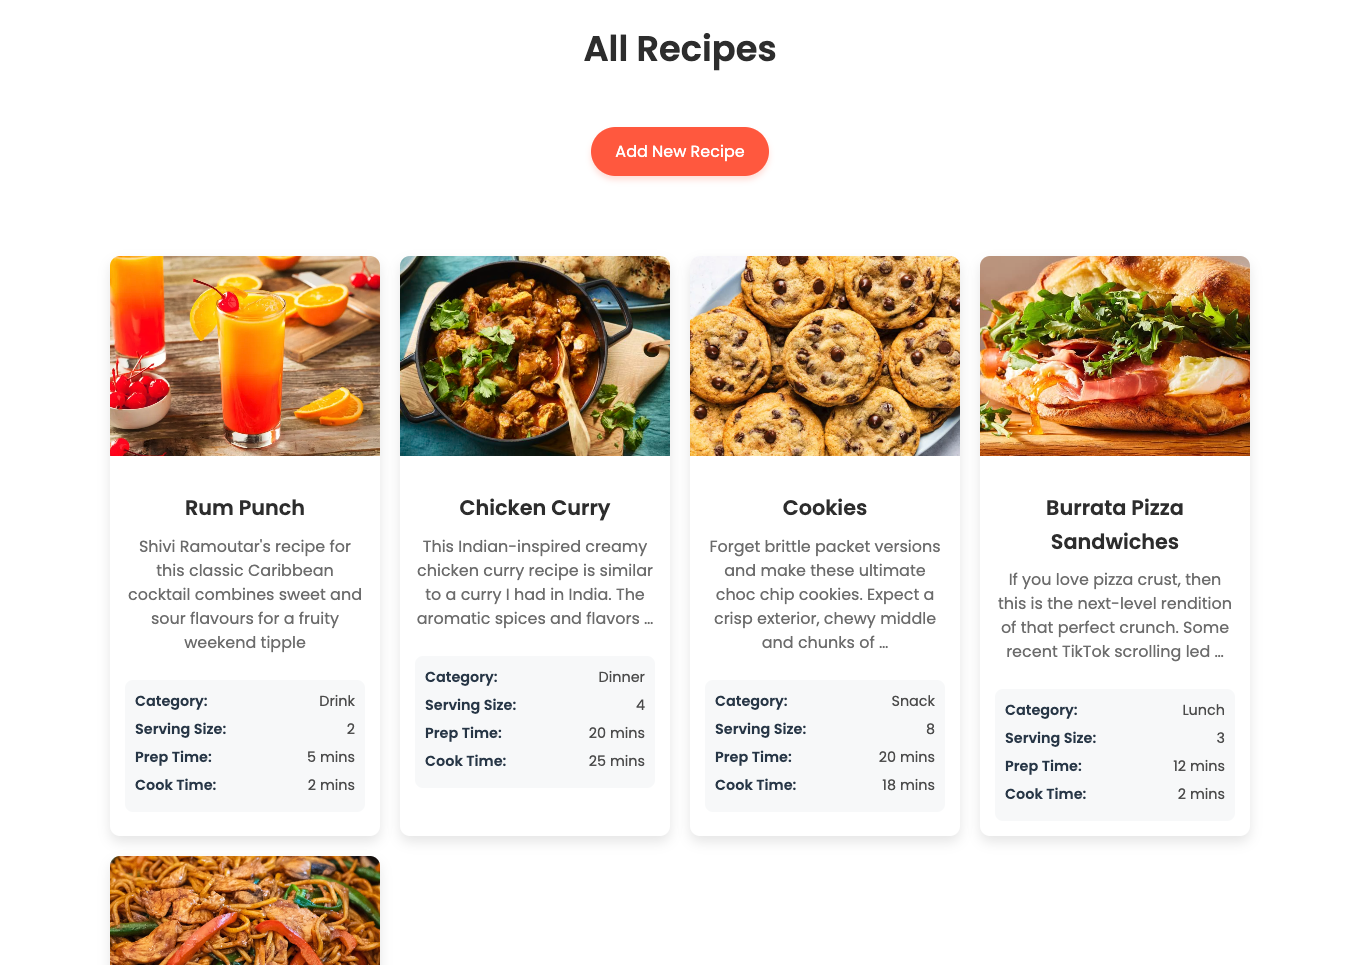 All Recipes
Add New Recipe
Rum Punch
Shivi Ramoutar's recipe for
this classic Caribbean
cocktail combines sweet and
sour flavours for a fruity
weekend tipple
Category: Drink
Serving Size: 2
Prep Time: 5 mins
Cook Time: 2 mins
Chicken Curry
This Indian-inspired creamy
chicken curry recipe is similar
to a curry I had in India. The
aromatic spices and flavors ...
Category: Dinner
Serving Size: 4
Prep Time: 20 mins
Cook Time: 25 mins
Cookies
Forget brittle packet versions
and make these ultimate
choc chip cookies. Expect a
crisp exterior, chewy middle
and chunks of ...
Category: Snack
Serving Size: 8
Prep Time: 20 mins
Cook Time: 18 mins
Burrata Pizza
Sandwiches
If you love pizza crust, then
this is the next-level rendition
of that perfect crunch. Some
recent TikTok scrolling led ...
Category: Lunch
Serving Size: 3
Prep Time: 12 mins
Cook Time: 2 mins